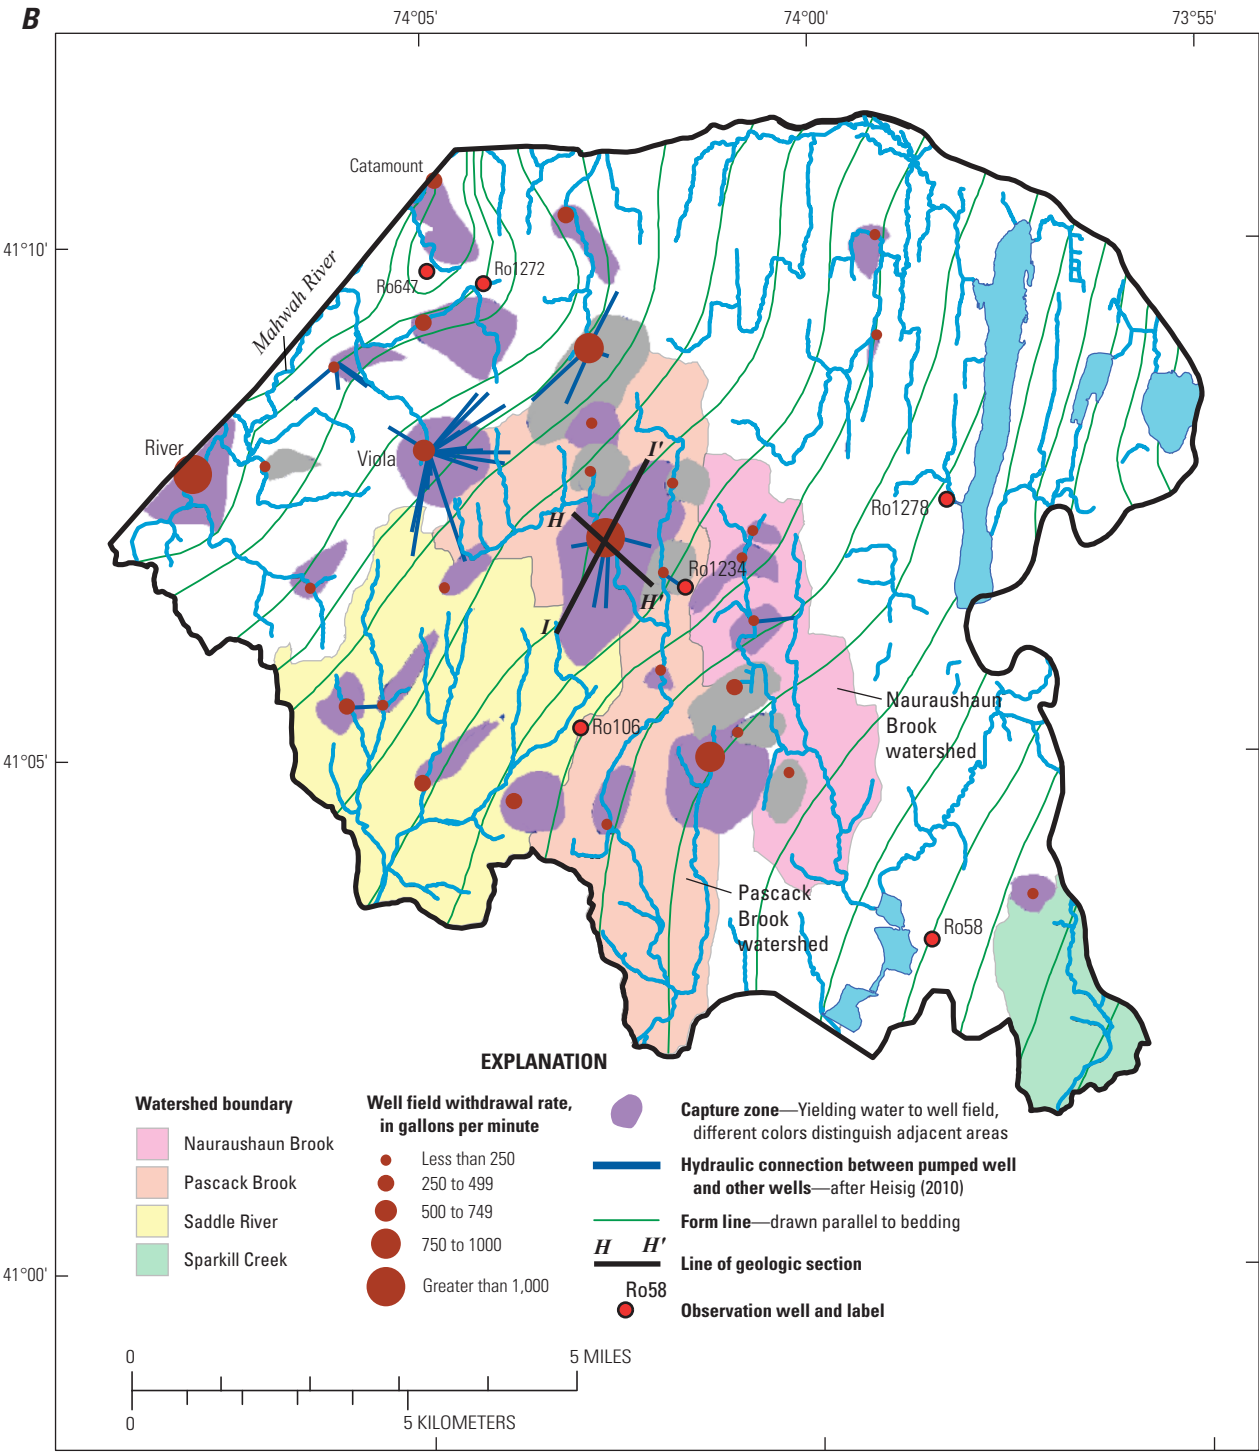 B
74°05'
74°00'
73°55'
Catamount
41°10'
Ro1272
Ro647
Mahwah River
River
I'
Viola
Ro1278
H
Ro1234
H'
I
Nauraushaun
Brook
watershed
Ro106
41°05'
Pascack
Brook
watershed
Ro58
EXPLANATION
Watershed boundary
Nauraushaun Brook
Pascack Brook
Saddle River
Sparkill Creek
Well field withdrawal rate,
in gallons per minute
Less than 250
250 to 499
500 to 749
750 to 1000
Greater than 1,000
Capture zone—Yielding water to well field,
different colors distinguish adjacent areas
Hydraulic connection between pumped well
and other wells—after Heisig (2010)
Form line—drawn parallel to bedding
H H'
Line of geologic section
Ro58
Observation well and label
41°00'
0 5 MILES
0 5 KILOMETERS